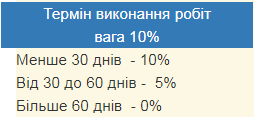 Термін виконання робіт
вага 10%
Менше 30 днів - 10%
Від 30 до 60 днів - 5%
Більше 60 днів - 0%